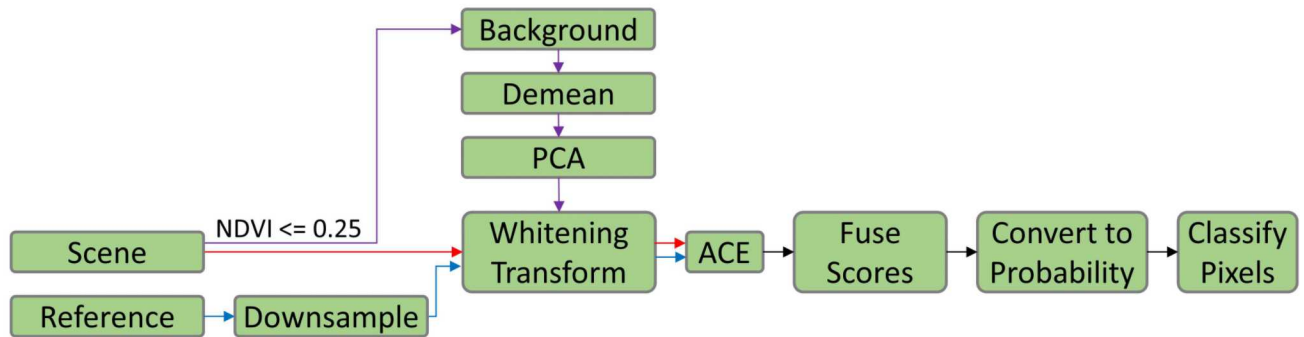 Background
Demean
PCA
NDVI <= 0.25
Scene
Whitening
Transform
ACE
Fuse
Scores
Convert to
Probability
Classify
Pixels
Reference
Downsample